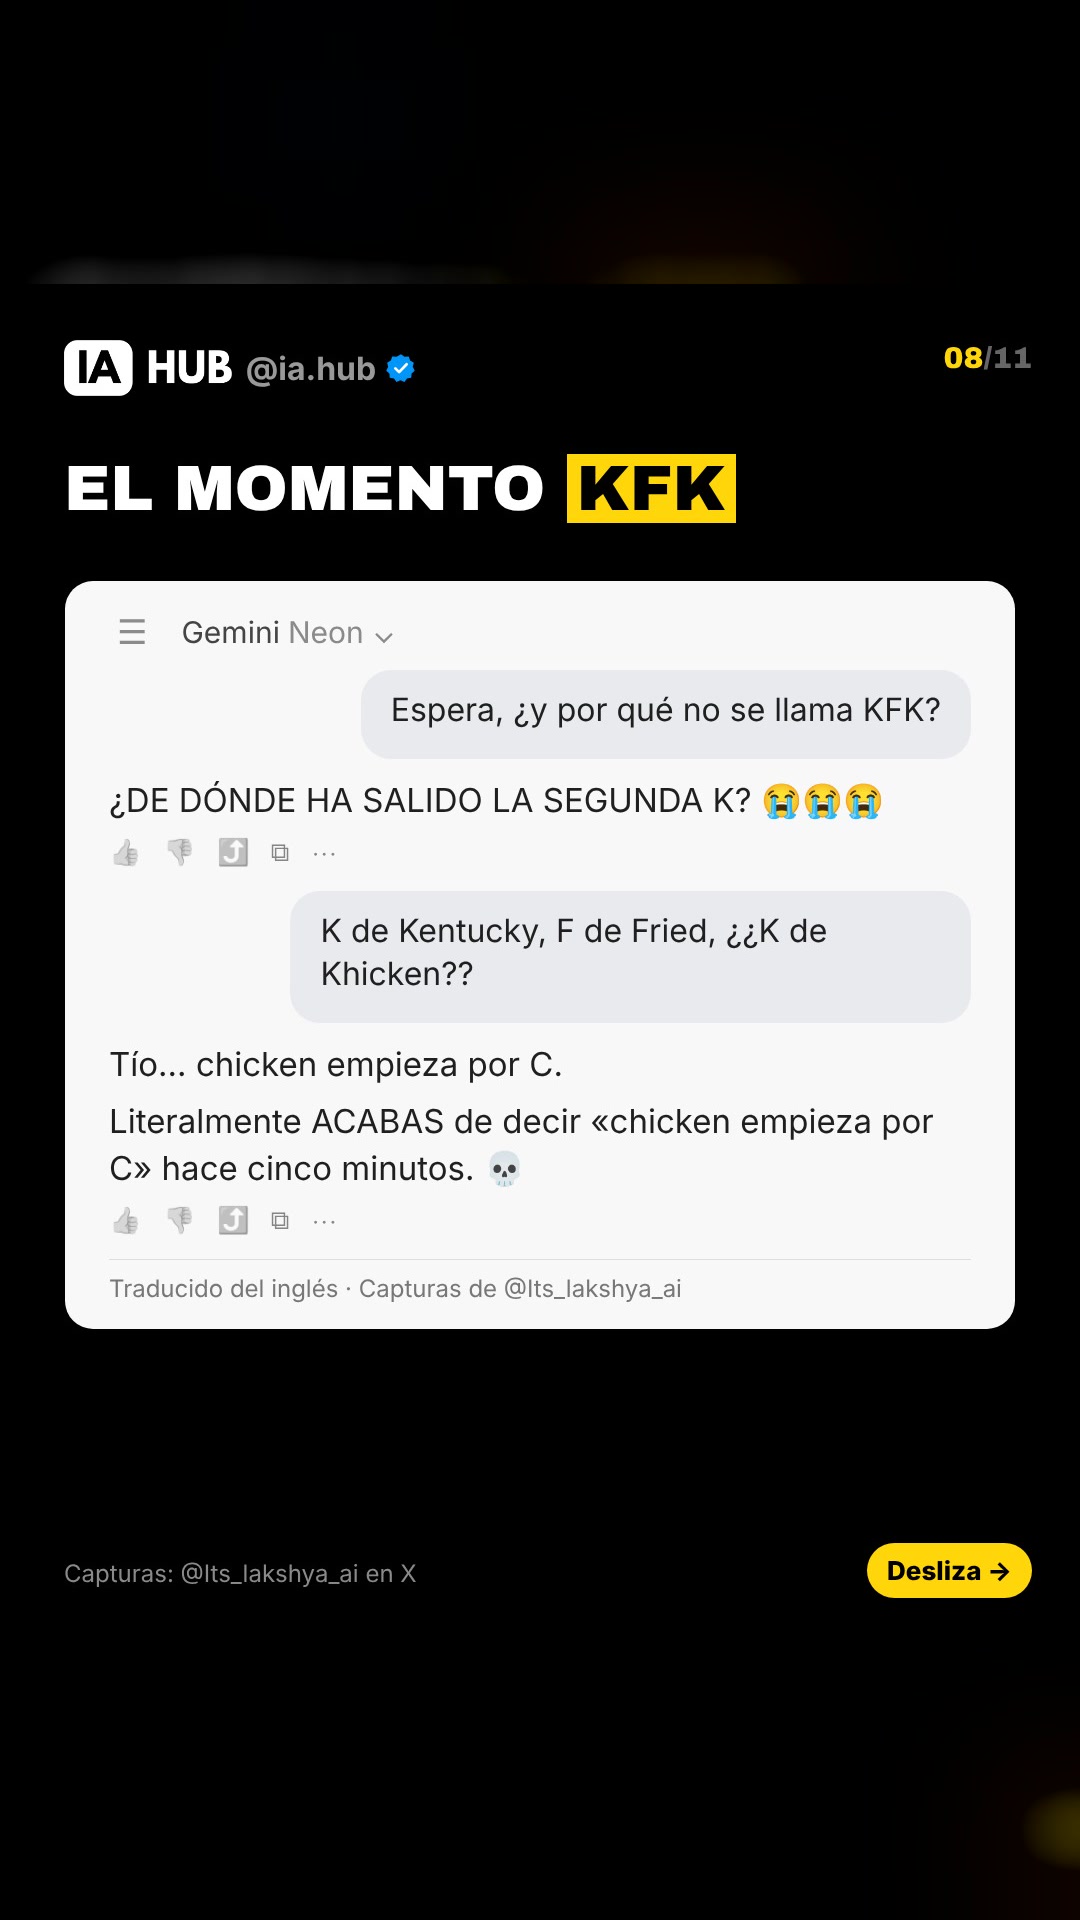 IA HUB @ia.hub
08/11
EL MOMENTO KFK
Gemini Neon
Espera, ¿y por qué no se llama KFK?
¿DE DÓNDE HA SALIDO LA SEGUNDA K? 😭😭😭
K de Kentucky, F de Fried, ¿¿K de
Khicken??
Tío... chicken empieza por C.
Literalmente ACABAS de decir «chicken empieza por
C» hace cinco minutos. 💀
Traducido del inglés · Capturas de @Its_lakshya_ai
Capturas: @Its_lakshya_ai en X
Desliza →